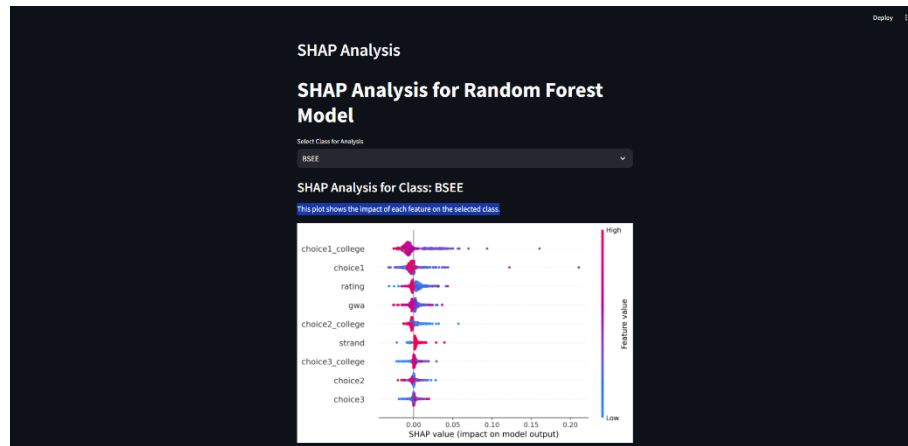 Deploy
SHAP Analysis
SHAP Analysis for Random Forest
Model
Select Class for Analysis
BSEE
SHAP Analysis for Class: BSEE
This plot shows the impact of each feature on the selected class.
High
choice1_college
choice1
rating
gwa
choice2_college
strand
choice3_college
choice2
choice3
Feature value
Low
0.00 0.05 0.10 0.15 0.20
SHAP value (impact on model output)